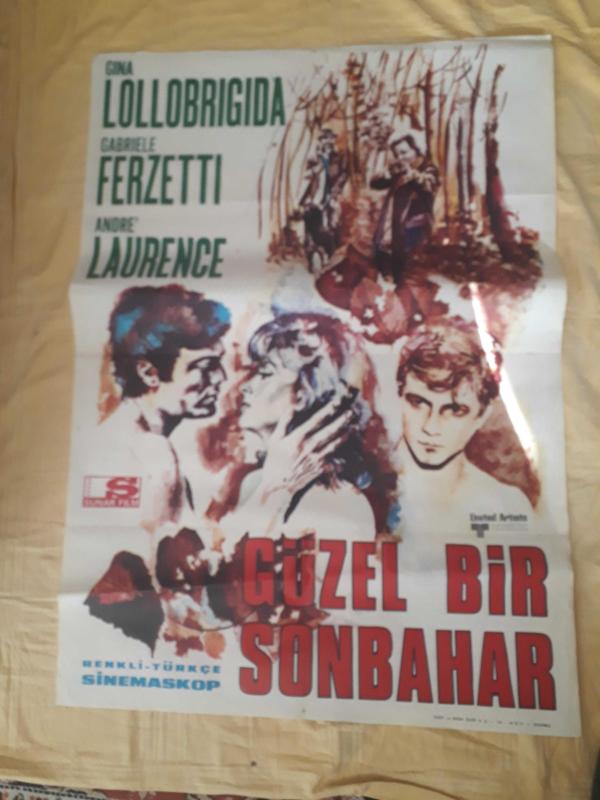 GINA
LOLLOBRIGIDA
GABRIELE
FERZETTI
ANDRE'
LAURENCE
S
SUNAR FILM
United Artists
GÜZEL BİR
SONBAHAR
RENKLİ-TÜRKÇE
SİNEMASKOP